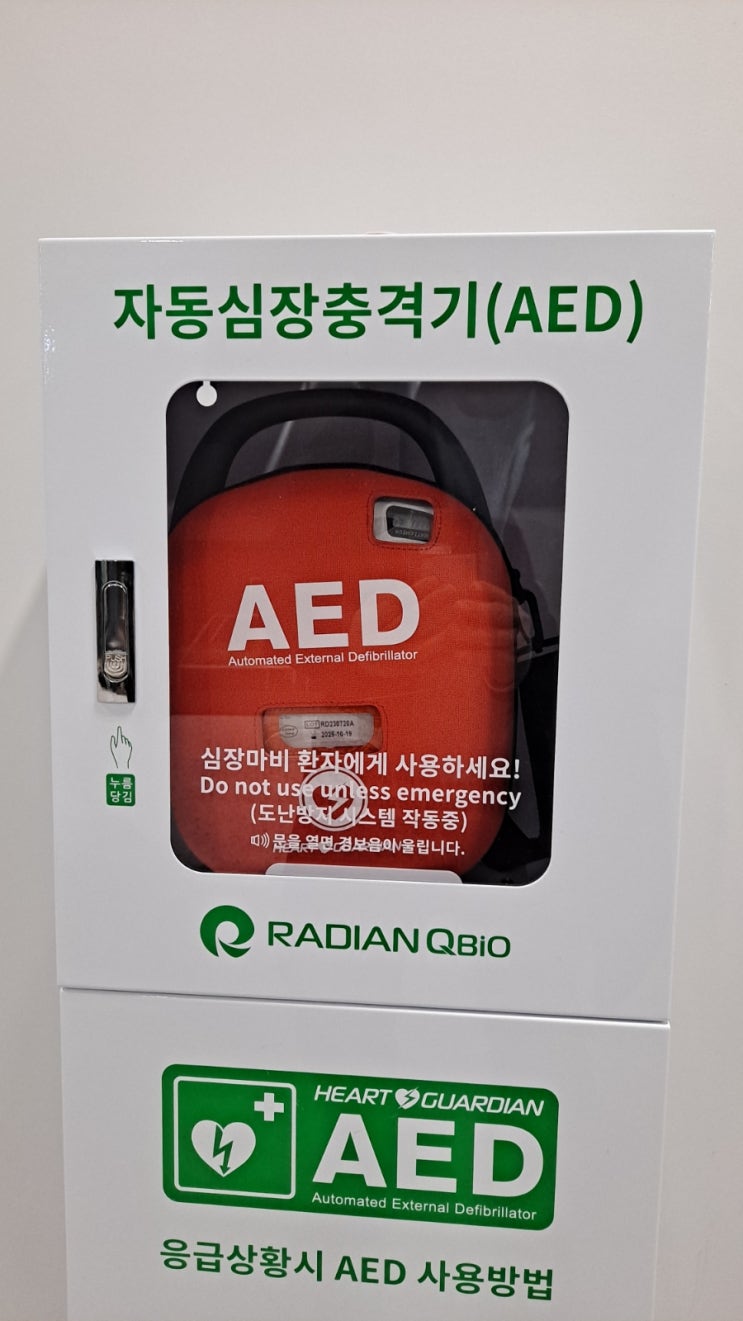 자동심장충격기(AED)
AED
Automated External Defibrillator
LOT RD230720A
심장마비 환자에게 사용하세요!
Do not use unless emergency
(도난방지 시스템 작동중)
문을 열면 경보음이 울립니다.
PUSH
누름
당김
RADIAN QBiO
HEART GUARDIAN
AED
Automated External Defibrillator
응급상황시 AED 사용방법